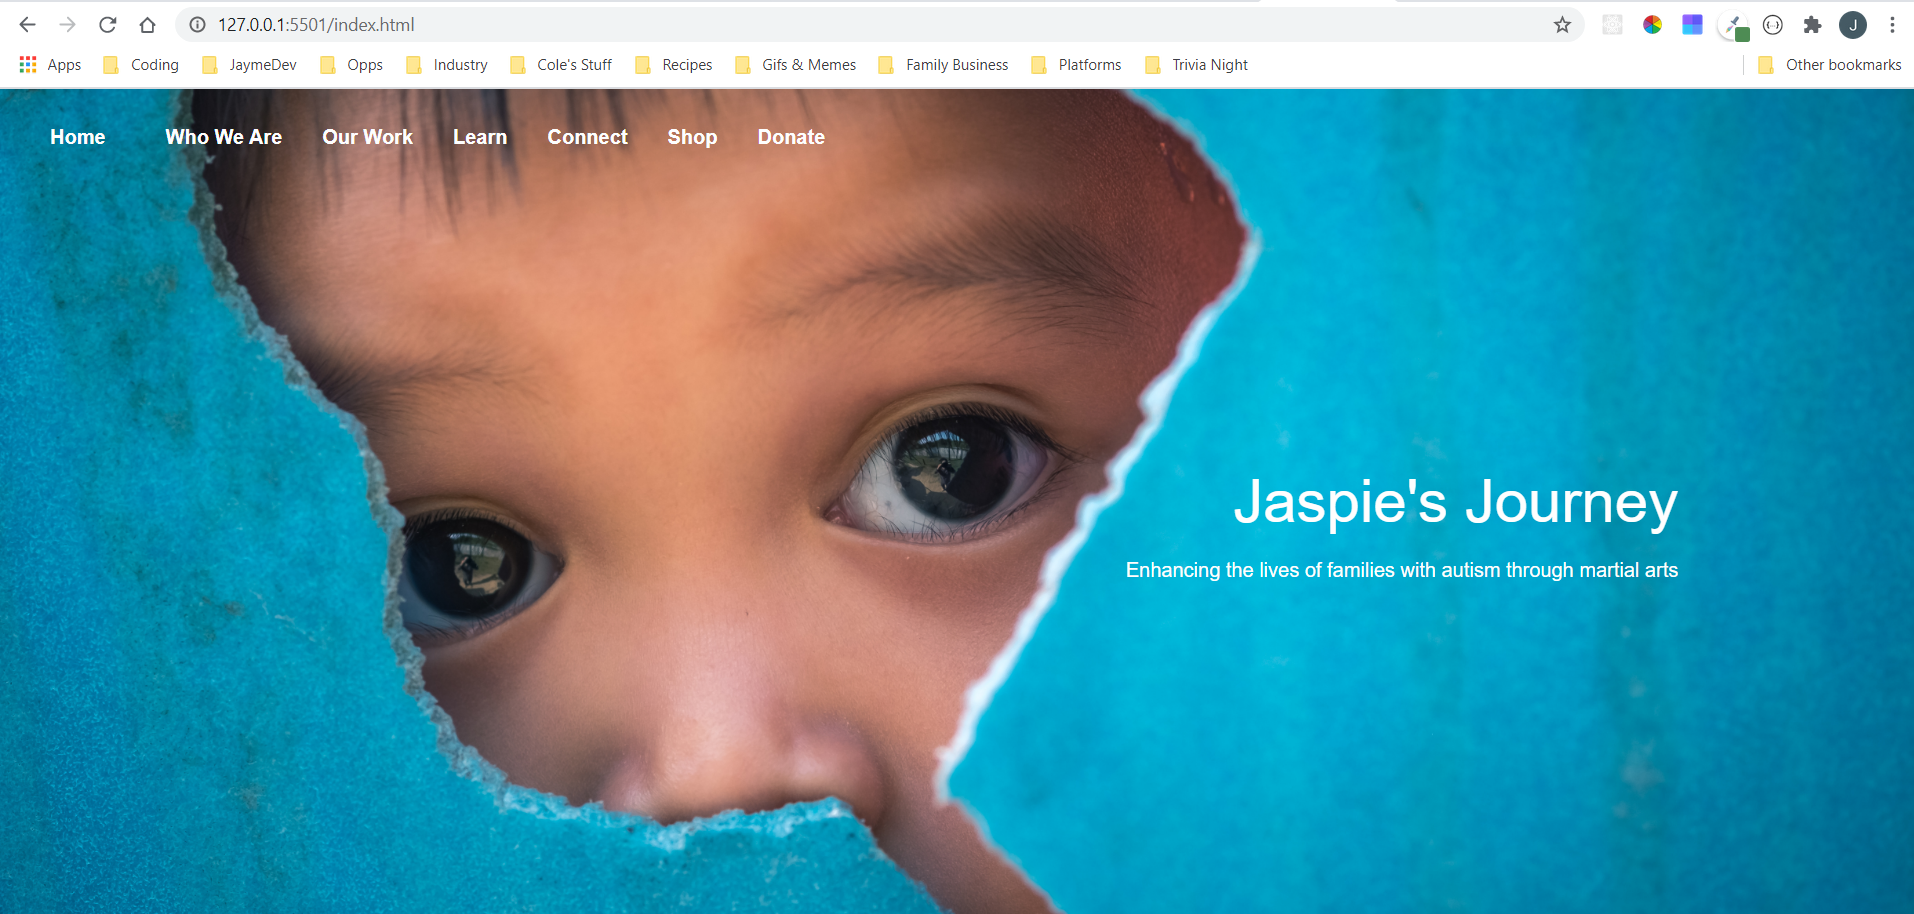 127.0.0.1:5501/index.html
J
Apps Coding JaymeDev Opps Industry Cole's Stuff Recipes Gifs & Memes Family Business Platforms Trivia Night Other bookmarks
Home Who We Are Our Work Learn Connect Shop Donate
Jaspie's Journey
Enhancing the lives of families with autism through martial arts